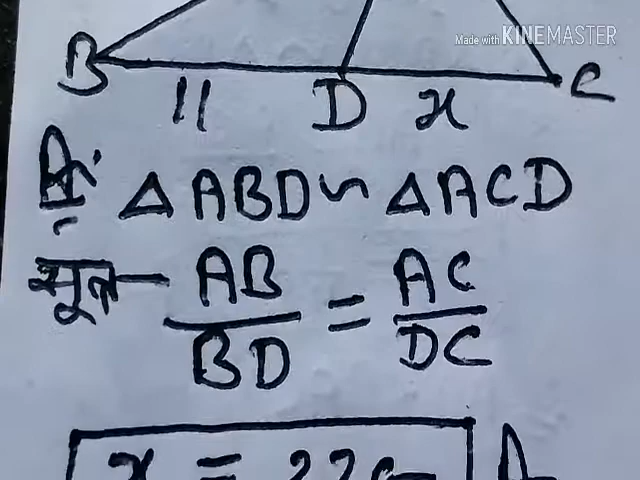 Made with KINEMASTER
B D C
11 x
∵ △ABD ~ △ACD
सूत्र- AB/BD = AC/DC
x =